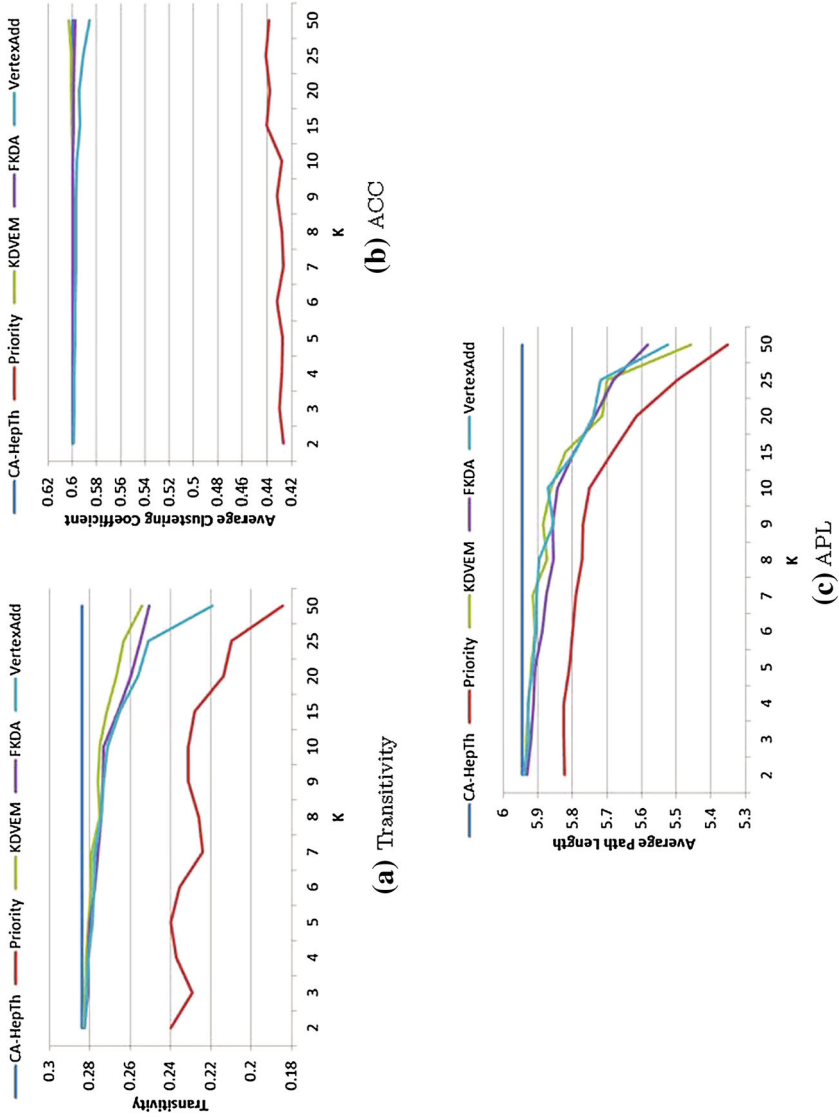 CA-HepTh Priority KDVEM FKDA VertexAdd
0.3
0.28
0.26
0.24
0.22
0.2
0.18
Transitivity
2 3 4 5 6 7 8 9 10 15 20 25 50
K
(a) Transitivity
CA-HepTh Priority KDVEM FKDA VertexAdd
0.62
0.6
0.58
0.56
0.54
0.52
0.5
0.48
0.46
0.44
0.42
Average Clustering Coefficient
2 3 4 5 6 7 8 9 10 15 20 25 50
K
(b) ACC
CA-HepTh Priority KDVEM FKDA VertexAdd
6
5.9
5.8
5.7
5.6
5.5
5.4
5.3
Average Path Length
2 3 4 5 6 7 8 9 10 15 20 25 50
K
(c) APL